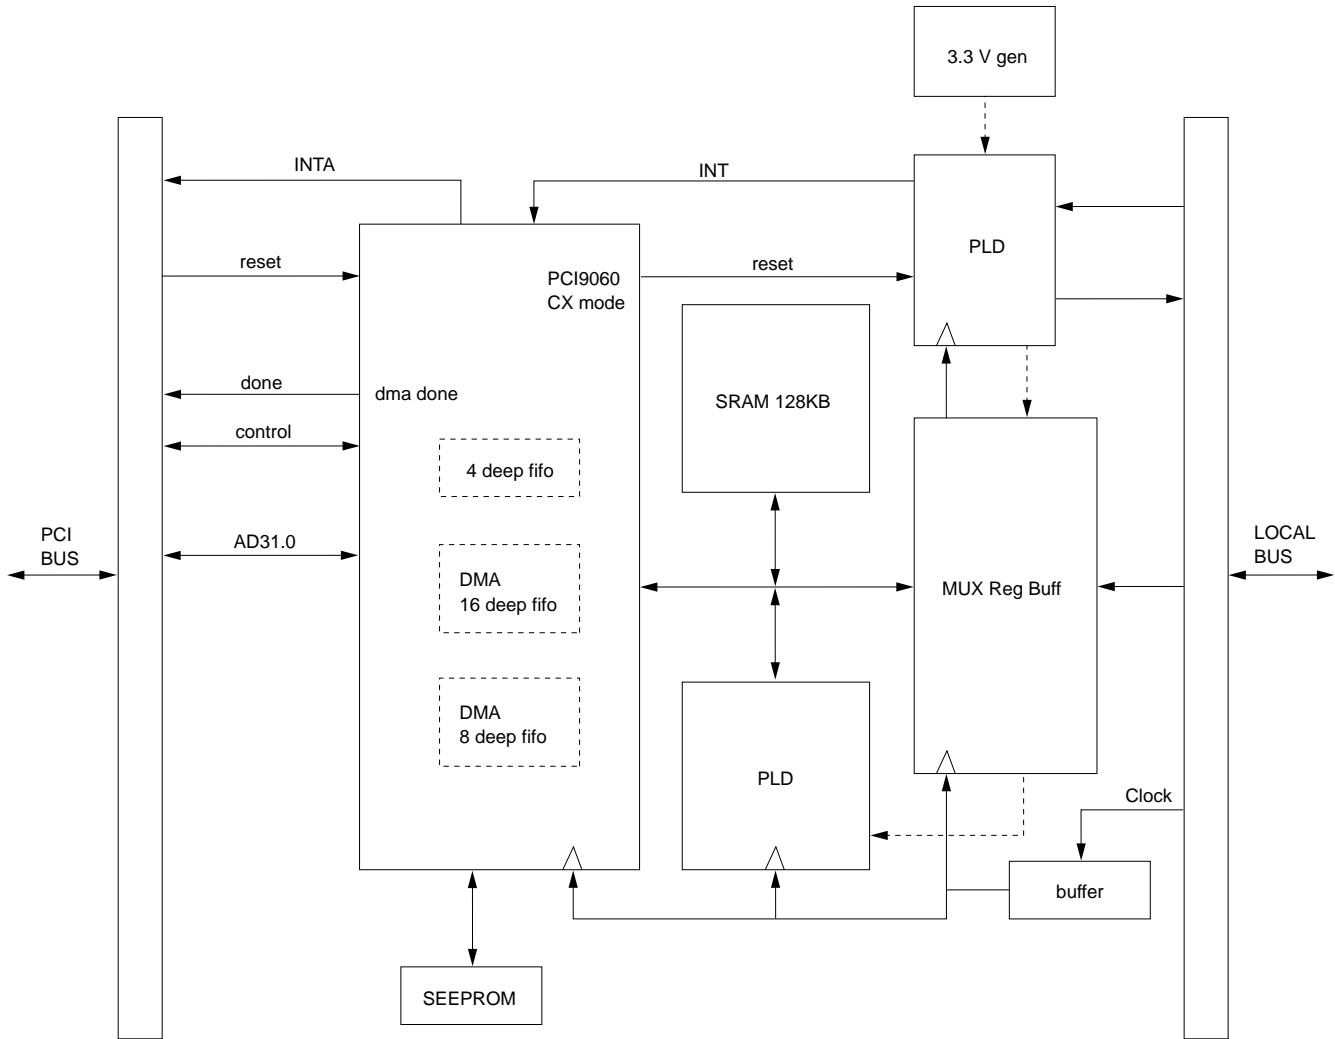 3.3 V gen
INTA
INT
PLD
reset
reset
PCI9060
CX mode
done
dma done
SRAM 128KB
control
4 deep fifo
PCI
BUS
AD31.0
LOCAL
BUS
DMA
16 deep fifo
MUX Reg Buff
DMA
8 deep fifo
PLD
Clock
buffer
SEEPROM